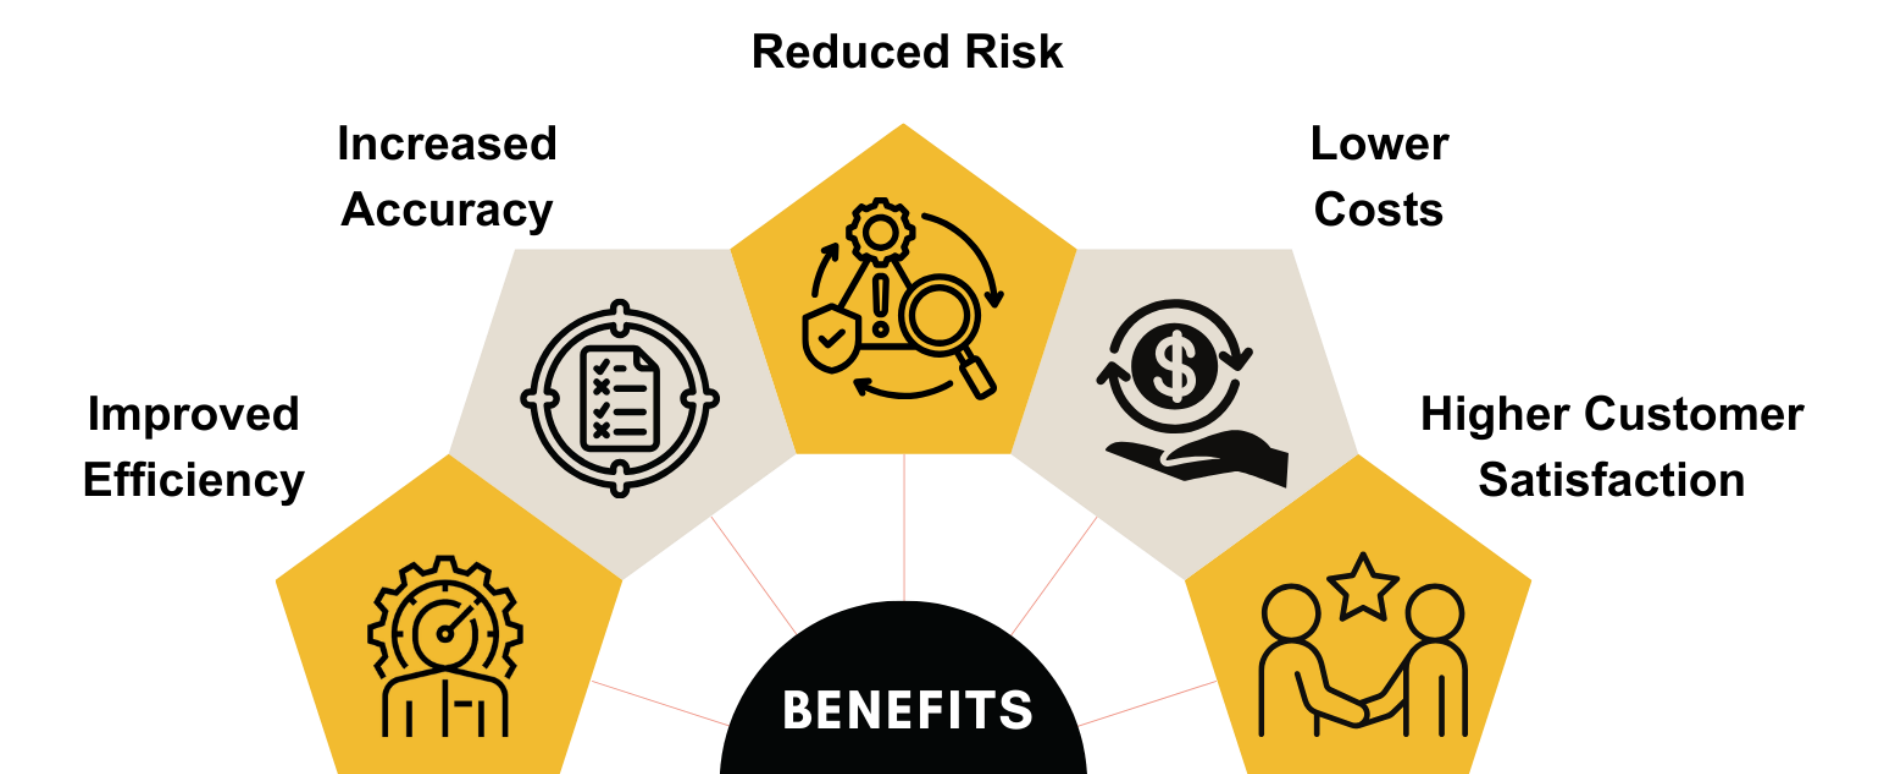 Reduced Risk
Increased
Accuracy
Lower
Costs
Improved
Efficiency
Higher Customer
Satisfaction
BENEFITS